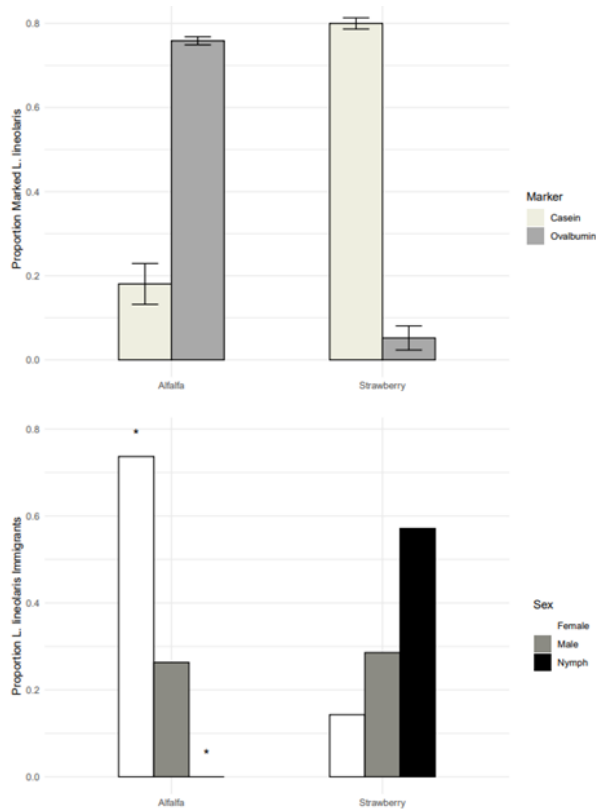 0.8
0.6
0.4
0.2
0.0
Proportion Marked L. lineolaris
Alfalfa
Strawberry
Marker
Casein
Ovalbumin
0.8
0.6
0.4
0.2
0.0
Proportion L. lineolaris Immigrants
*
*
Alfalfa
Strawberry
Sex
Female
Male
Nymph